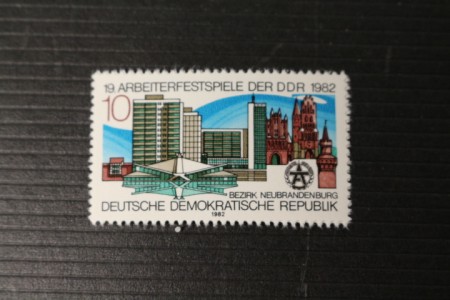 19. ARBEITERFESTSPIELE DER DDR 1982
10
BEZIRK NEUBRANDENBURG
DEUTSCHE DEMOKRATISCHE REPUBLIK
1982